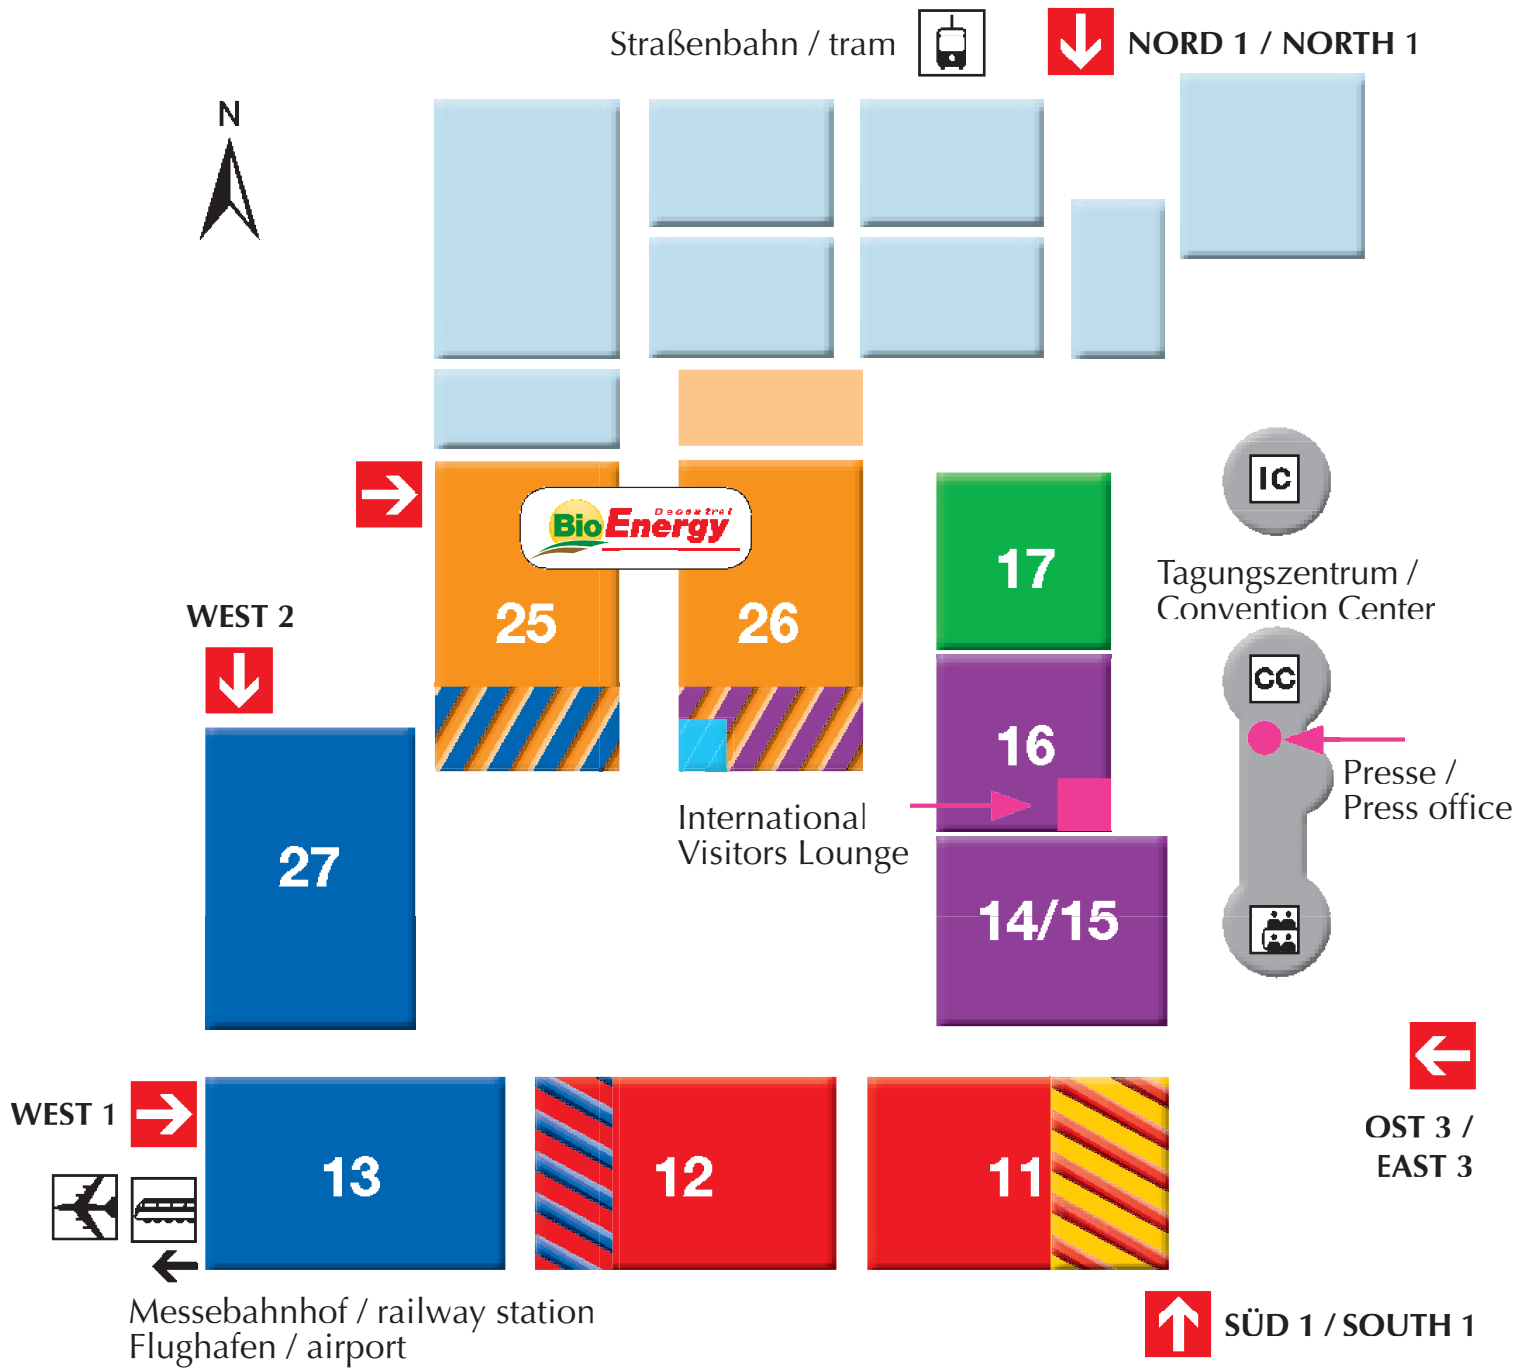 Straßenbahn / tram
NORD 1 / NORTH 1
N
BioEnergy
Decentral
25
26
17
IC
Tagungszentrum /
Convention Center
WEST 2
CC
16
Presse /
Press office
International
Visitors Lounge
27
14/15
WEST 1
13
12
11
OST 3 /
EAST 3
Messebahnhof / railway station
Flughafen / airport
SÜD 1 / SOUTH 1